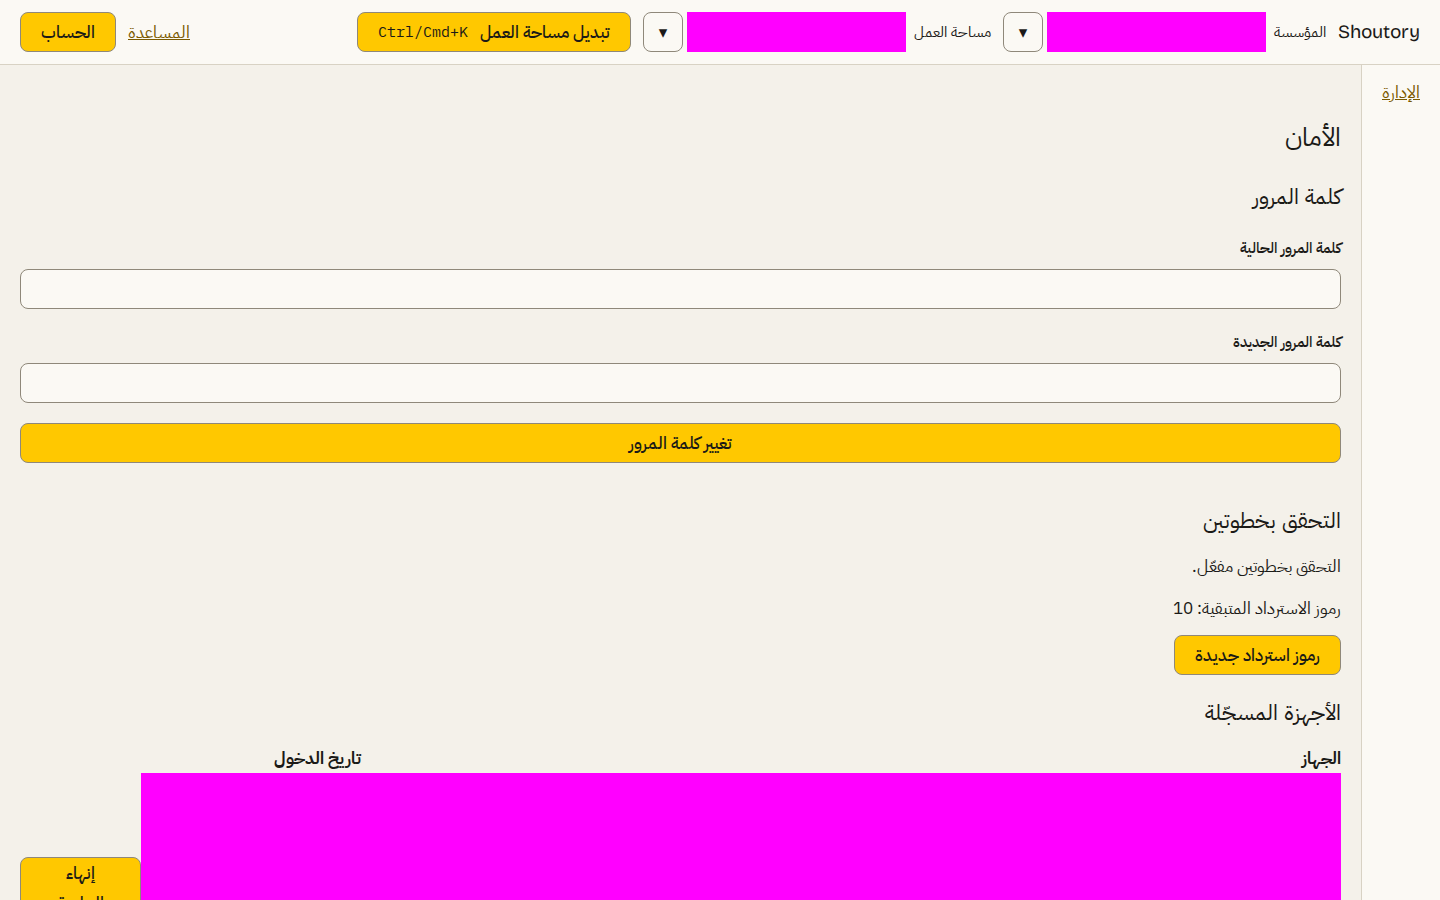 Shoutory المؤسسة ▼ مساحة العمل ▼ تبديل مساحة العمل Ctrl/Cmd+K المساعدة الحساب
الإدارة
الأمان
كلمة المرور
كلمة المرور الحالية
كلمة المرور الجديدة
تغيير كلمة المرور
التحقق بخطوتين
التحقق بخطوتين مفعّل.
رموز الاسترداد المتبقية: 10
رموز استرداد جديدة
الأجهزة المسجّلة
الجهاز تاريخ الدخول
إنهاء